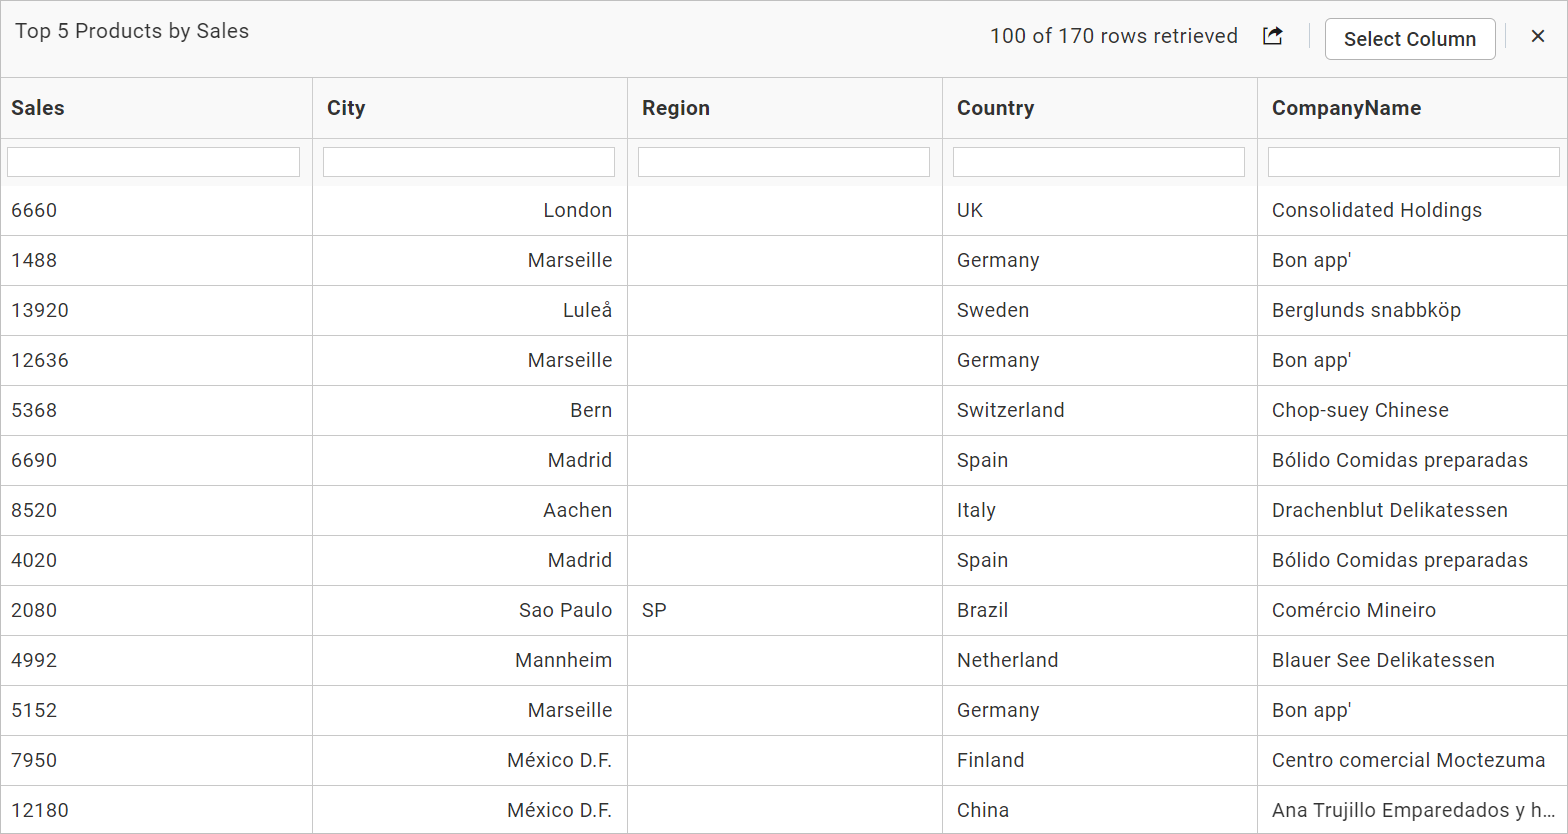 Top 5 Products by Sales
100 of 170 rows retrieved Select Column
Sales City Region Country CompanyName
6660 London UK Consolidated Holdings
1488 Marseille Germany Bon app'
13920 Luleå Sweden Berglunds snabbköp
12636 Marseille Germany Bon app'
5368 Bern Switzerland Chop-suey Chinese
6690 Madrid Spain Bólido Comidas preparadas
8520 Aachen Italy Drachenblut Delikatessen
4020 Madrid Spain Bólido Comidas preparadas
2080 Sao Paulo SP Brazil Comércio Mineiro
4992 Mannheim Netherland Blauer See Delikatessen
5152 Marseille Germany Bon app'
7950 México D.F. Finland Centro comercial Moctezuma
12180 México D.F. China Ana Trujillo Emparedados y h...